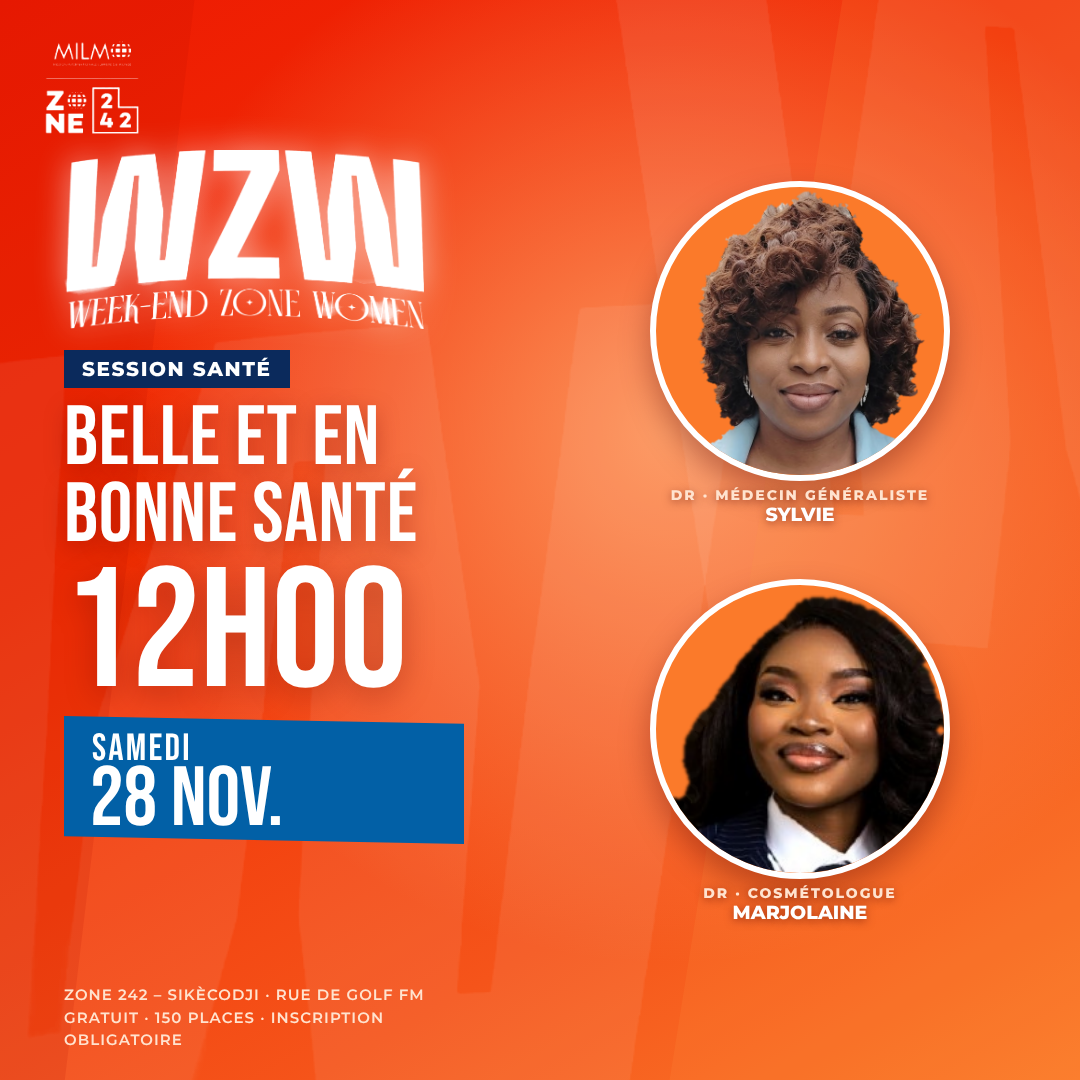 MILMO
ZONE 242
WZW
WEEK-END ZONE WOMEN
SESSION SANTÉ
BELLE ET EN
BONNE SANTÉ
12H00
SAMEDI
28 NOV.
DR · MÉDECIN GÉNÉRALISTE
SYLVIE
DR · COSMÉTOLOGUE
MARJOLAINE
ZONE 242 – SIKÈCODJI · RUE DE GOLF FM
GRATUIT · 150 PLACES · INSCRIPTION
OBLIGATOIRE